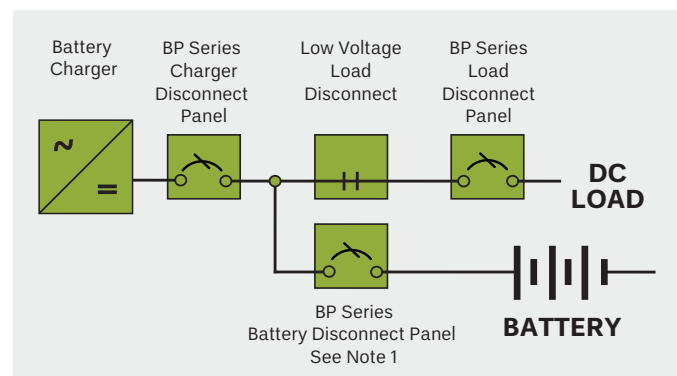 Battery
Charger
BP Series
Charger
Disconnect
Panel
Low Voltage
Load
Disconnect
BP Series
Load
Disconnect
Panel
DC
LOAD
BP Series
Battery Disconnect Panel
See Note 1
BATTERY